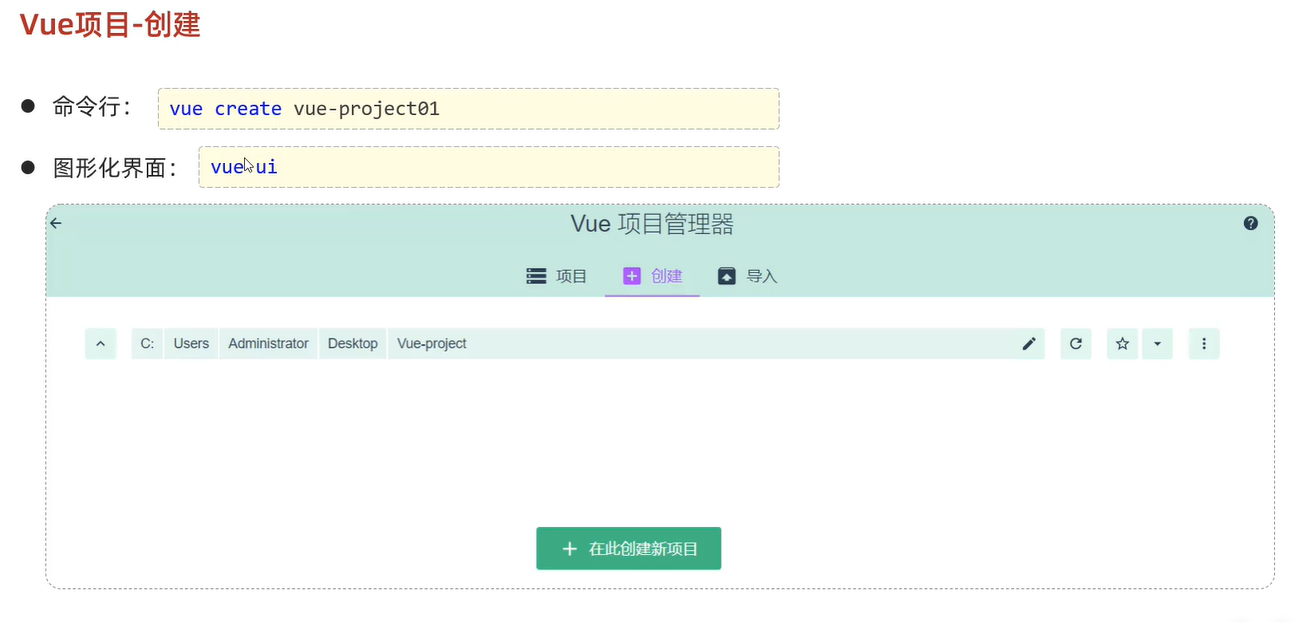 Vue项目-创建
命令行： vue create vue-project01
图形化界面： vue ui
Vue 项目管理器
项目 创建 导入
C: Users Administrator Desktop Vue-project
在此创建新项目